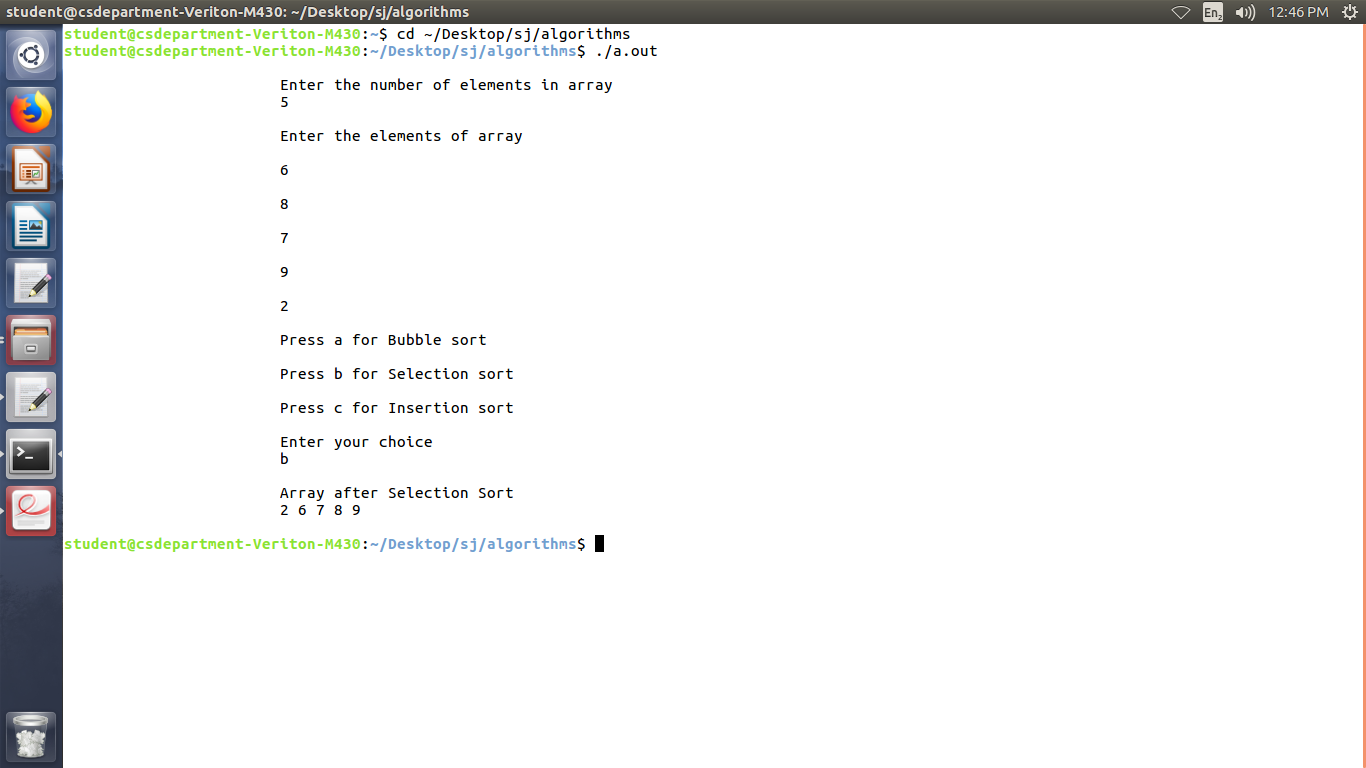 student@csdepartment-Veriton-M430: ~/Desktop/sj/algorithms
En2
12:46 PM
student@csdepartment-Veriton-M430:~$ cd ~/Desktop/sj/algorithms
student@csdepartment-Veriton-M430:~/Desktop/sj/algorithms$ ./a.out
Enter the number of elements in array
5
Enter the elements of array
6
8
7
9
2
Press a for Bubble sort
Press b for Selection sort
Press c for Insertion sort
Enter your choice
b
Array after Selection Sort
2 6 7 8 9
student@csdepartment-Veriton-M430:~/Desktop/sj/algorithms$